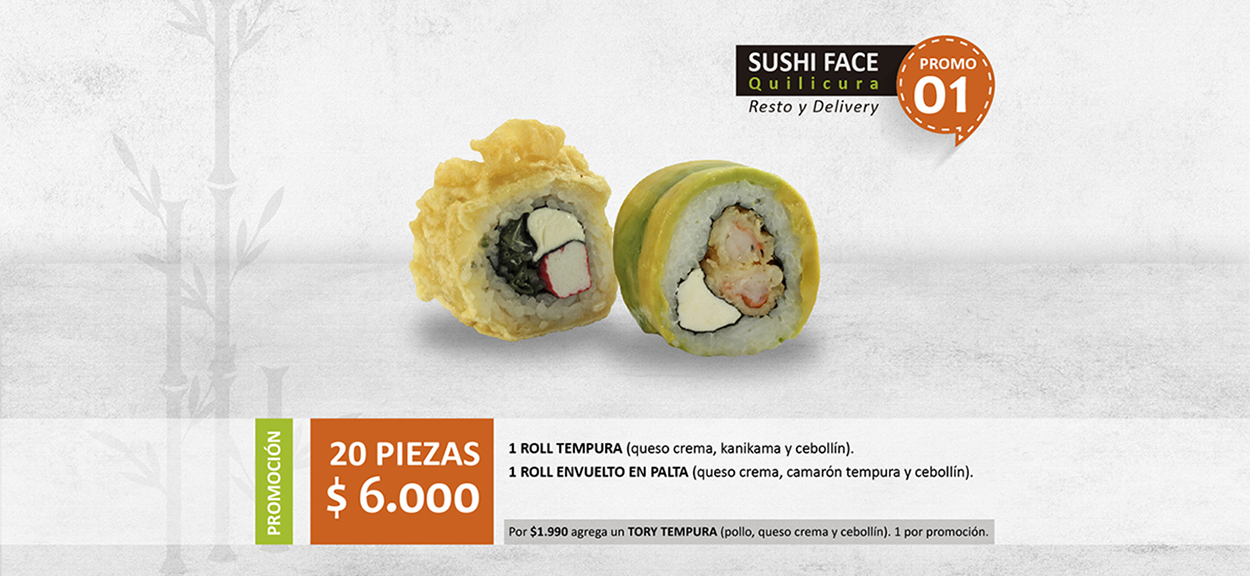 SUSHI FACE
Quilicura
Resto y Delivery
PROMO
01
PROMOCIÓN
20 PIEZAS
$ 6.000
1 ROLL TEMPURA (queso crema, kanikama y cebollín).
1 ROLL ENVUELTO EN PALTA (queso crema, camarón tempura y cebollín).
Por $1.990 agrega un TORY TEMPURA (pollo, queso crema y cebollín). 1 por promoción.